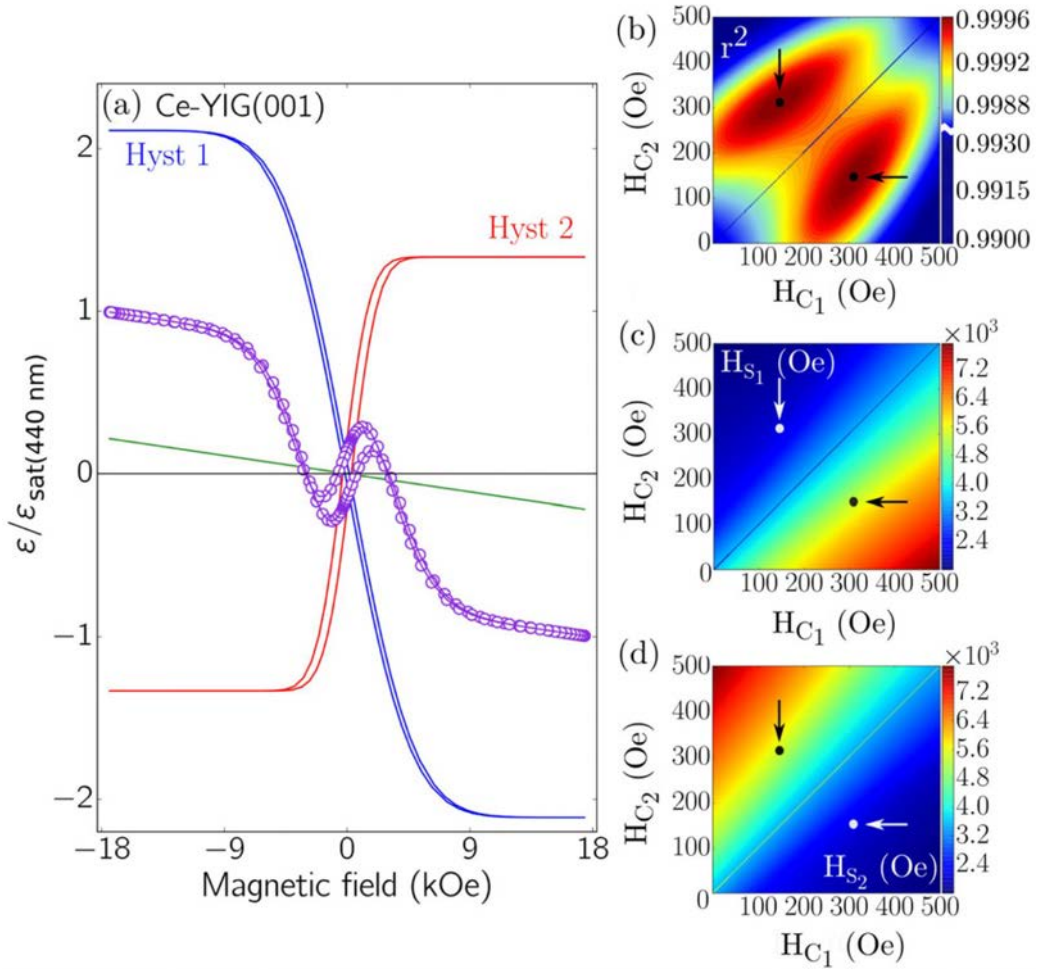 (a) Ce-YIG(001)
Hyst 1
Hyst 2
2
1
0
−1
−2
ε/ε_sat(440 nm)
−18 −9 0 9 18
Magnetic field (kOe)
(b)
r²
500
400
300
200
100
0
H_C₂ (Oe)
100 200 300 400 500
H_C₁ (Oe)
0.9996
0.9992
0.9988
0.9930
0.9915
0.9900
(c)
H_S₁ (Oe)
500
400
300
200
100
0
H_C₂ (Oe)
100 200 300 400 500
H_C₁ (Oe)
×10³
7.2
6.4
5.6
4.8
4.0
3.2
2.4
(d)
500
400
300
200
100
0
H_C₂ (Oe)
H_S₂ (Oe)
100 200 300 400 500
H_C₁ (Oe)
×10³
7.2
6.4
5.6
4.8
4.0
3.2
2.4